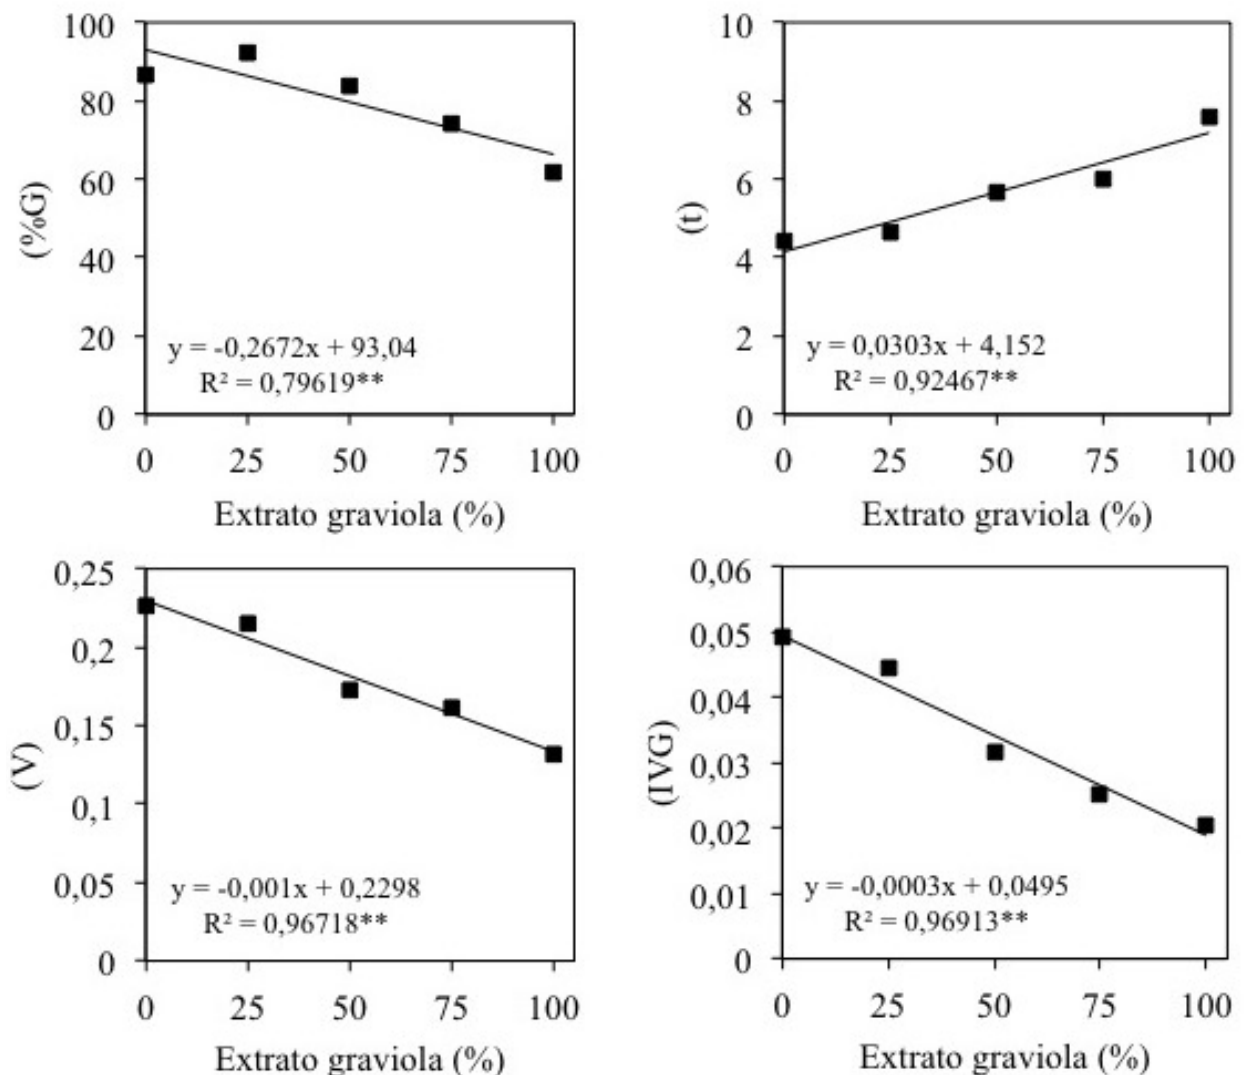 100
80
60
40
20
0
(%G)
y = -0,2672x + 93,04
R² = 0,79619**
0 25 50 75 100
Extrato graviola (%)
10
8
6
4
2
0
(t)
y = 0,0303x + 4,152
R² = 0,92467**
0 25 50 75 100
Extrato graviola (%)
0,25
0,2
0,15
0,1
0,05
0
(V)
y = -0,001x + 0,2298
R² = 0,96718**
0 25 50 75 100
Extrato graviola (%)
0,06
0,05
0,04
0,03
0,02
0,01
0
(IVG)
y = -0,0003x + 0,0495
R² = 0,96913**
0 25 50 75 100
Extrato graviola (%)